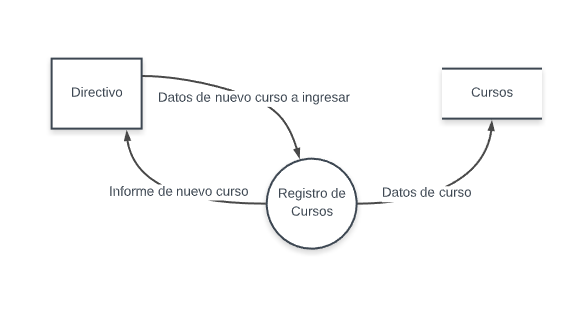 Directivo
Datos de nuevo curso a ingresar
Cursos
Informe de nuevo curso
Registro de
Cursos
Datos de curso